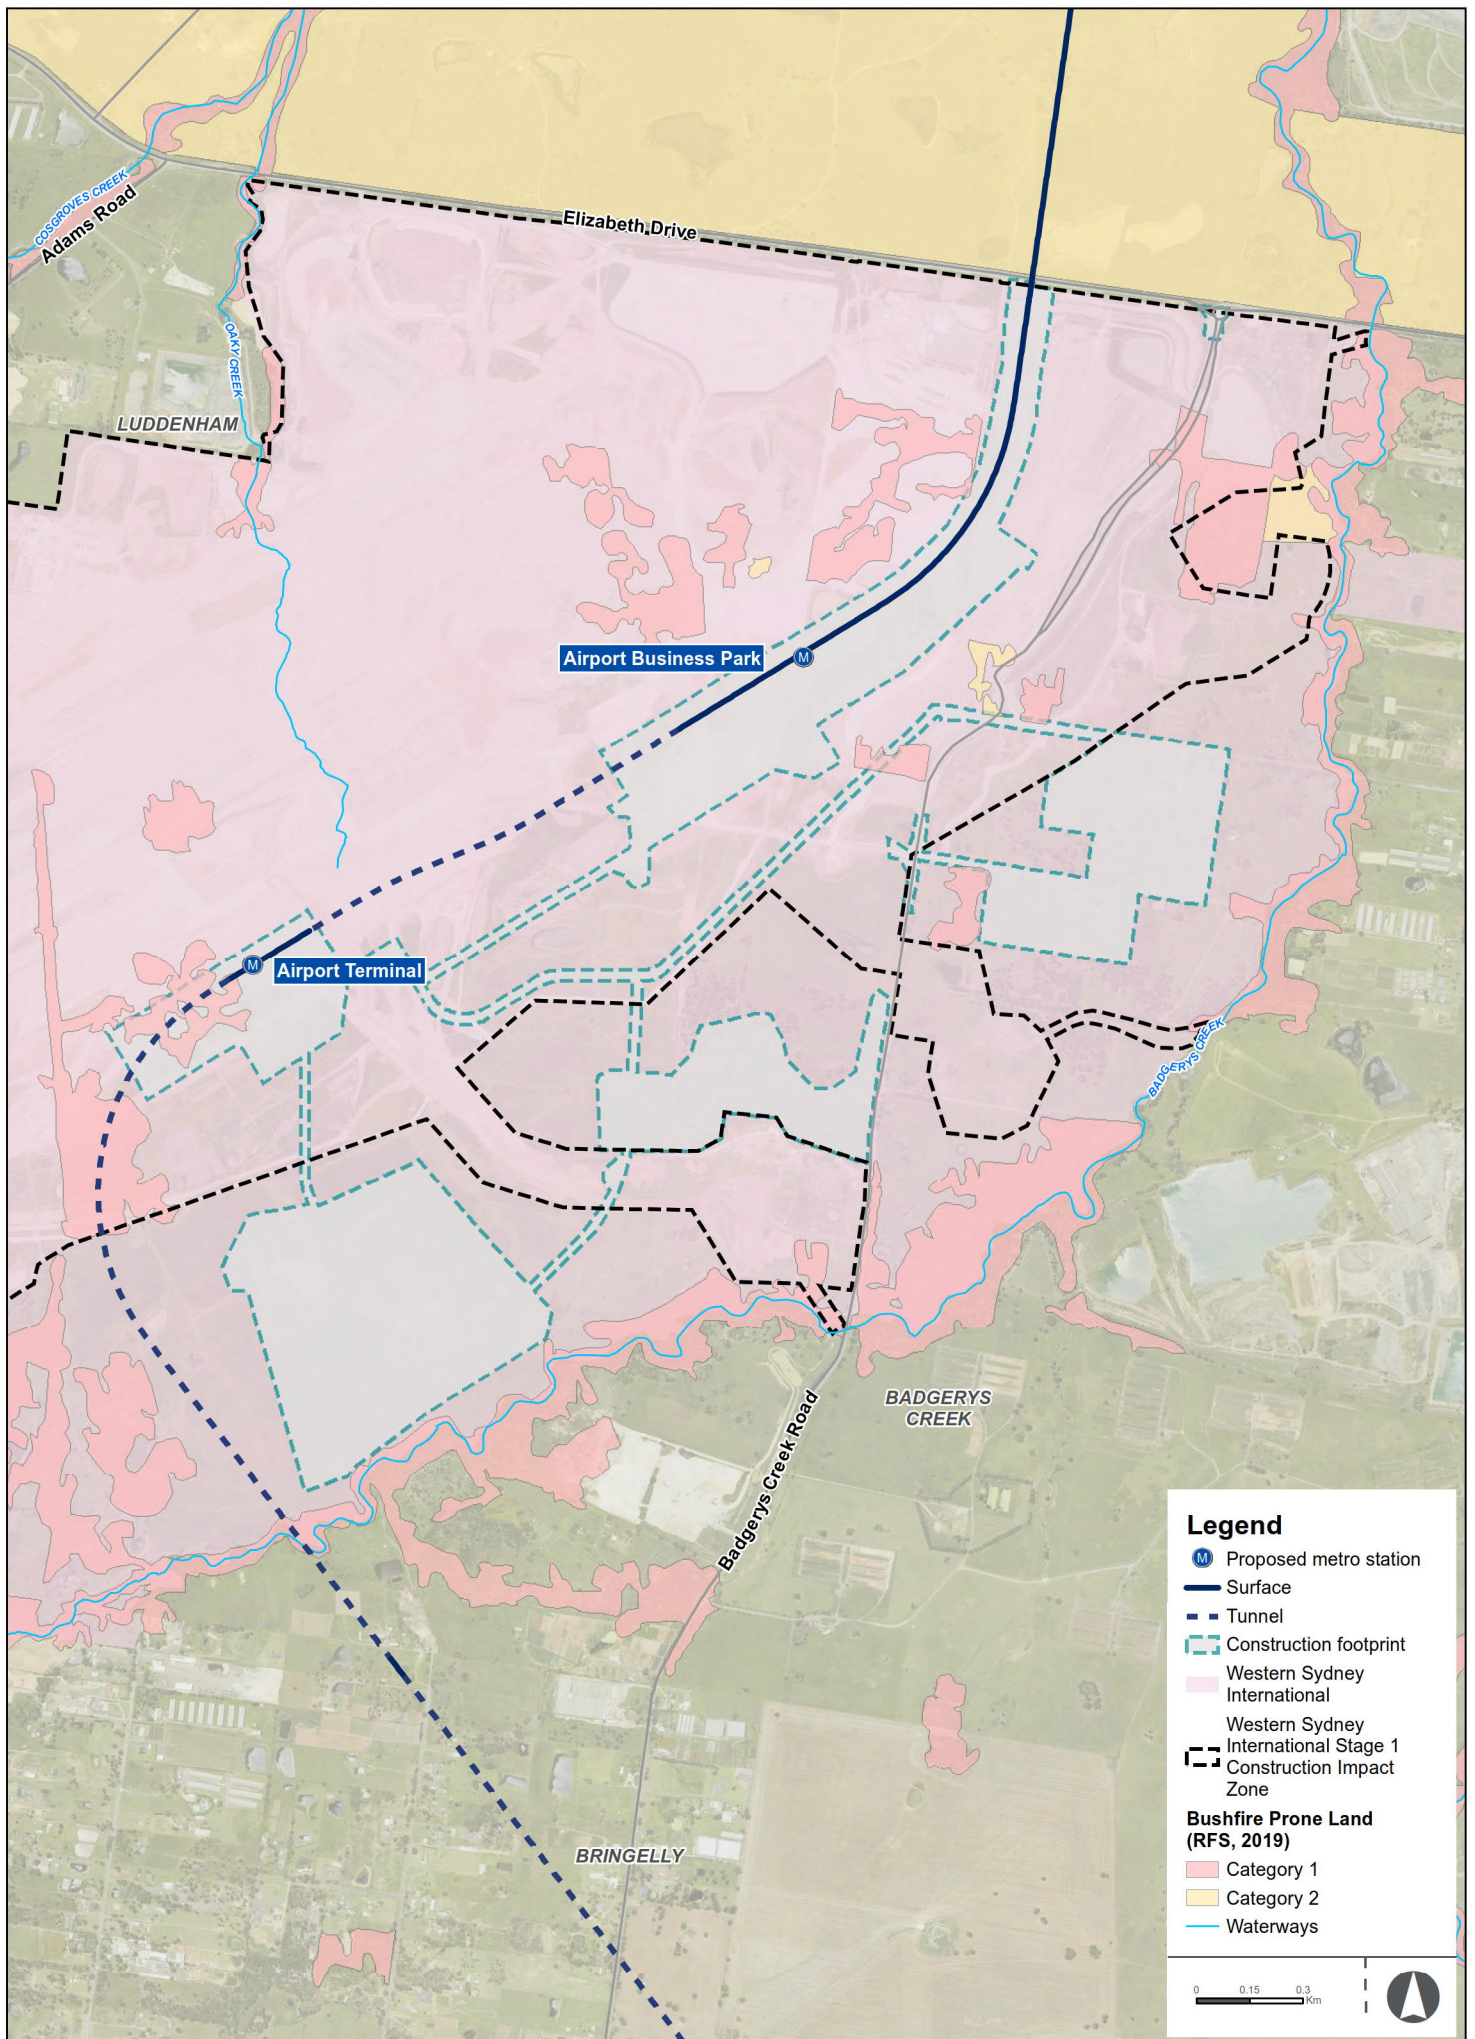 COSGROVES CREEK
Adams Road
Elizabeth Drive
OAKY CREEK
LUDDENHAM
Airport Business Park
M
M
Airport Terminal
BADGERYS CREEK
BADGERYS
CREEK
Badgerys Creek Road
BRINGELLY
Legend
M Proposed metro station
Surface
Tunnel
Construction footprint
Western Sydney
International
Western Sydney
International Stage 1
Construction Impact
Zone
Bushfire Prone Land
(RFS, 2019)
Category 1
Category 2
Waterways
0 0.15 0.3
Km